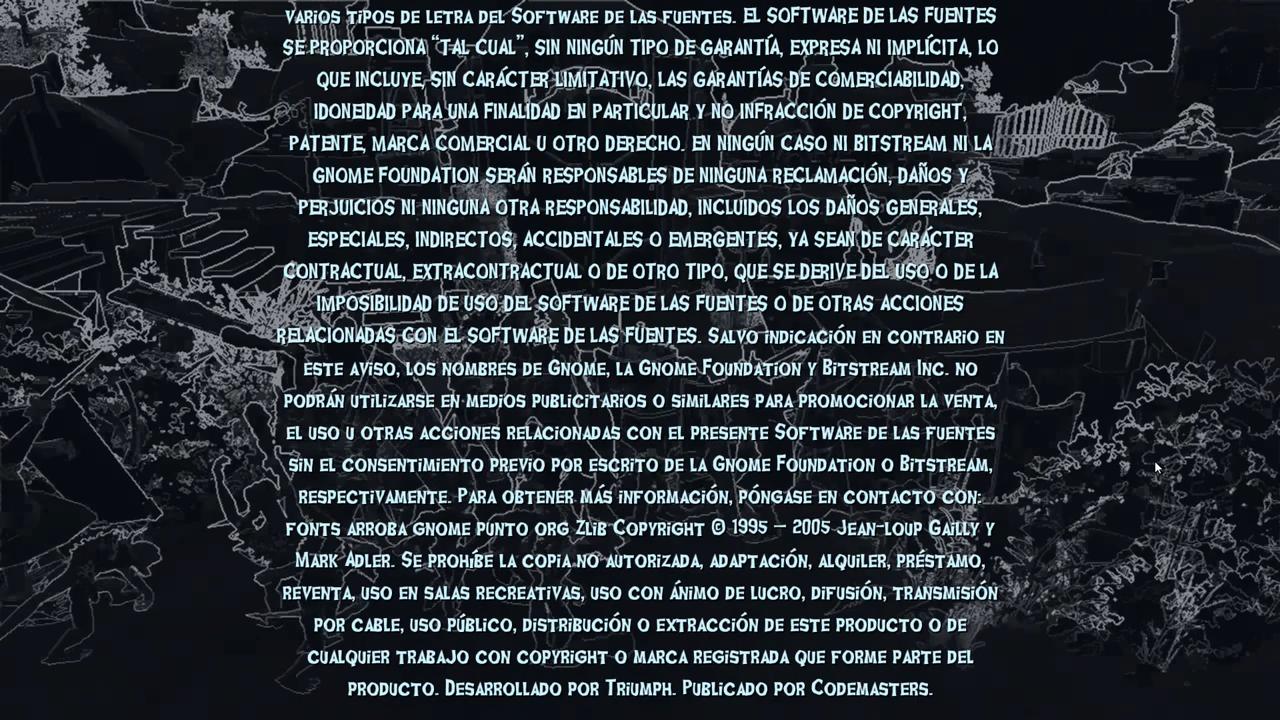 varios tipos de letra del Software de las fuentes. EL SOFTWARE DE LAS FUENTES
SE PROPORCIONA “TAL CUAL”, SIN NINGÚN TIPO DE GARANTÍA, EXPRESA NI IMPLÍCITA, LO
QUE INCLUYE, SIN CARÁCTER LIMITATIVO, LAS GARANTÍAS DE COMERCIABILIDAD,
IDONEIDAD PARA UNA FINALIDAD EN PARTICULAR Y NO INFRACCIÓN DE COPYRIGHT,
PATENTE, MARCA COMERCIAL U OTRO DERECHO. EN NINGÚN CASO NI BITSTREAM NI LA
GNOME FOUNDATION SERÁN RESPONSABLES DE NINGUNA RECLAMACIÓN, DAÑOS Y
PERJUICIOS NI NINGUNA OTRA RESPONSABILIDAD, INCLUIDOS LOS DAÑOS GENERALES,
ESPECIALES, INDIRECTOS, ACCIDENTALES O EMERGENTES, YA SEAN DE CARÁCTER
CONTRACTUAL, EXTRACONTRACTUAL O DE OTRO TIPO, QUE SE DERIVE DEL USO O DE LA
IMPOSIBILIDAD DE USO DEL SOFTWARE DE LAS FUENTES O DE OTRAS ACCIONES
RELACIONADAS CON EL SOFTWARE DE LAS FUENTES. Salvo indicación en contrario en
este aviso, los nombres de Gnome, la Gnome Foundation y Bitstream Inc. no
podrán utilizarse en medios publicitarios o similares para promocionar la venta,
el uso u otras acciones relacionadas con el presente Software de las fuentes
sin el consentimiento previo por escrito de la Gnome Foundation o Bitstream,
respectivamente. Para obtener más información, póngase en contacto con:
fonts arroba gnome punto org Zlib Copyright © 1995 – 2005 Jean-loup Gailly y
Mark Adler. Se prohíbe la copia no autorizada, adaptación, alquiler, préstamo,
reventa, uso en salas recreativas, uso con ánimo de lucro, difusión, transmisión
por cable, uso público, distribución o extracción de este producto o de
cualquier trabajo con copyright o marca registrada que forme parte del
producto. Desarrollado por Triumph. Publicado por Codemasters.